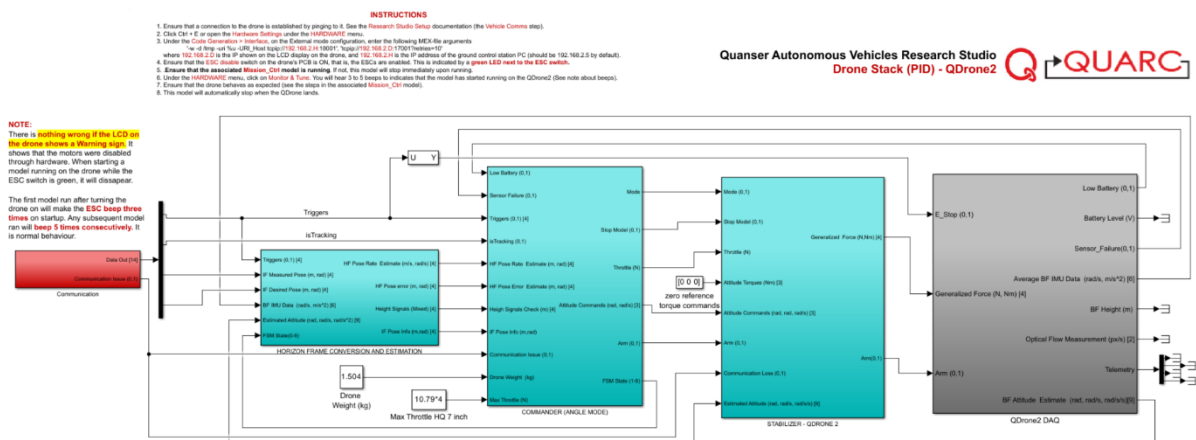 INSTRUCTIONS
1. Ensure that a connection to the drone is established by pinging to it. See the Research Studio Setup documentation (the Vehicle Comms step).
2. Click Ctrl + E or open the Hardware Settings under the HARDWARE menu.
3. Under the Code Generation > Interface, on the External mode configuration, enter the following MEX-file arguments
'-w -d /tmp -uri %u -URI_Host tcpip://192.168.2.H:18001', 'tcpip://192.168.2.D:17001?retries=10'
where 192.168.2.D is the IP shown on the LCD display on the drone, and 192.168.2.H is the IP address of the ground control station PC (should be 192.168.2.5 by default).
4. Ensure that the ESC disable switch on the drone's PCB is ON, that is, the ESCs are enabled. This is indicated by a green LED next to the ESC switch.
5. Ensure that the associated Mission_Ctrl model is running. If not, this model will stop immediately upon running.
6. Under the HARDWARE menu, click on Monitor & Tune. You will hear 3 to 5 beeps to indicates that the model has started running on the QDrone2 (See note about beeps).
7. Ensure that the drone behaves as expected (see the steps in the associated Mission_Ctrl model).
8. This model will automatically stop when the QDrone lands.
Quanser Autonomous Vehicles Research Studio
Drone Stack (PID) - QDrone2
QUARC
NOTE:
There is nothing wrong if the LCD on
the drone shows a Warning sign. It
shows that the motors were disabled
through hardware. When starting a
model running on the drone while the
ESC switch is green, it will dissapear.
The first model run after turning the
drone on will make the ESC beep three
times on startup. Any subsequent model
ran will beep 5 times consecutively. It
is normal behaviour.
Data Out [14]
Communication Issue (0,1)
Communication
Triggers
isTracking
U Y
Triggers (0,1) [4]
IF Measured Pose (m, rad) [4]
IF Desired Pose (m, rad) [4]
BF IMU Data (rad/s, m/s^2) [6]
Estimated Attitude (rad, rad/s, rad/s^2) [9]
FSM State(0-6)
HF Pose Rate Estimate (m/s, rad/s) [4]
HF Pose error (m, rad) [4]
Height Signals (Mixed) [4]
IF Pose Info (m,rad) [4]
HORIZON FRAME CONVERSION AND ESTIMATION
1.504
Drone
Weight (kg)
10.79*4
Max Throttle HQ 7 inch
Low Battery (0,1)
Sensor Failure (0,1)
Triggers (0,1) [4]
isTracking (0,1)
HF Pose Rate Estimate (m, rad) [4]
HF Pose Error Estimate (m, rad) [4]
Heigh Signals Check (m) [4]
IF Pose Info (m,rad)
Communication Issue (0,1)
Drone Weight (kg)
Max Throttle (N)
Mode
Stop Model (0,1)
Throttle (N)
Attitude Commands (rad, rad/s) [3]
Arm (0,1)
FSM State (1-6)
COMMANDER (ANGLE MODE)
[0 0 0]
zero reference
torque commands
Mode (0,1)
Stop Model (0,1)
Throttle (N)
Attitude Torques (Nm) [3]
Attitude Commands (rad, rad, rad/s) [3]
Arm (0,1)
Communication Loss (0,1)
Estimated Attitude (rad, rad/s, rad/s/s) [9]
Generalized Force (N,Nm) [4]
Arm(0,1)
STABILIZER - QDRONE 2
E_Stop (0,1)
Generalized Force (N, Nm) [4]
Arm (0,1)
Low Battery (0,1)
Battery Level (V)
Sensor_Failure(0,1)
Average BF IMU Data (rad/s, m/s^2) [6]
BF Height (m)
Optical Flow Measurement (px/s) [2]
Telemetry
BF Attitude Estimate (rad, rad/s, rad/s/s)[9]
QDrone2 DAQ